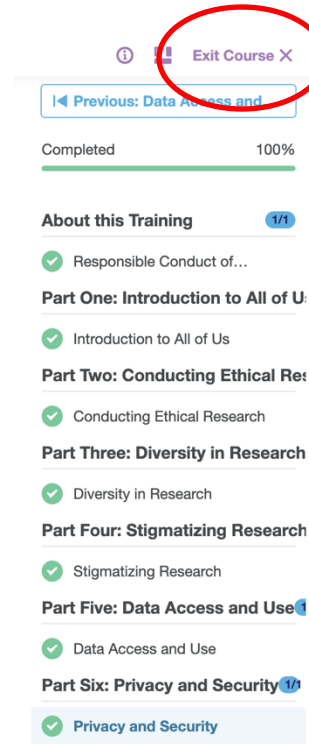 Exit Course X
Previous: Data Access and
Completed 100%
About this Training 1/1
Responsible Conduct of…
Part One: Introduction to All of U
Introduction to All of Us
Part Two: Conducting Ethical Res
Conducting Ethical Research
Part Three: Diversity in Research
Diversity in Research
Part Four: Stigmatizing Research
Stigmatizing Research
Part Five: Data Access and Use 1
Data Access and Use
Part Six: Privacy and Security 1/1
Privacy and Security